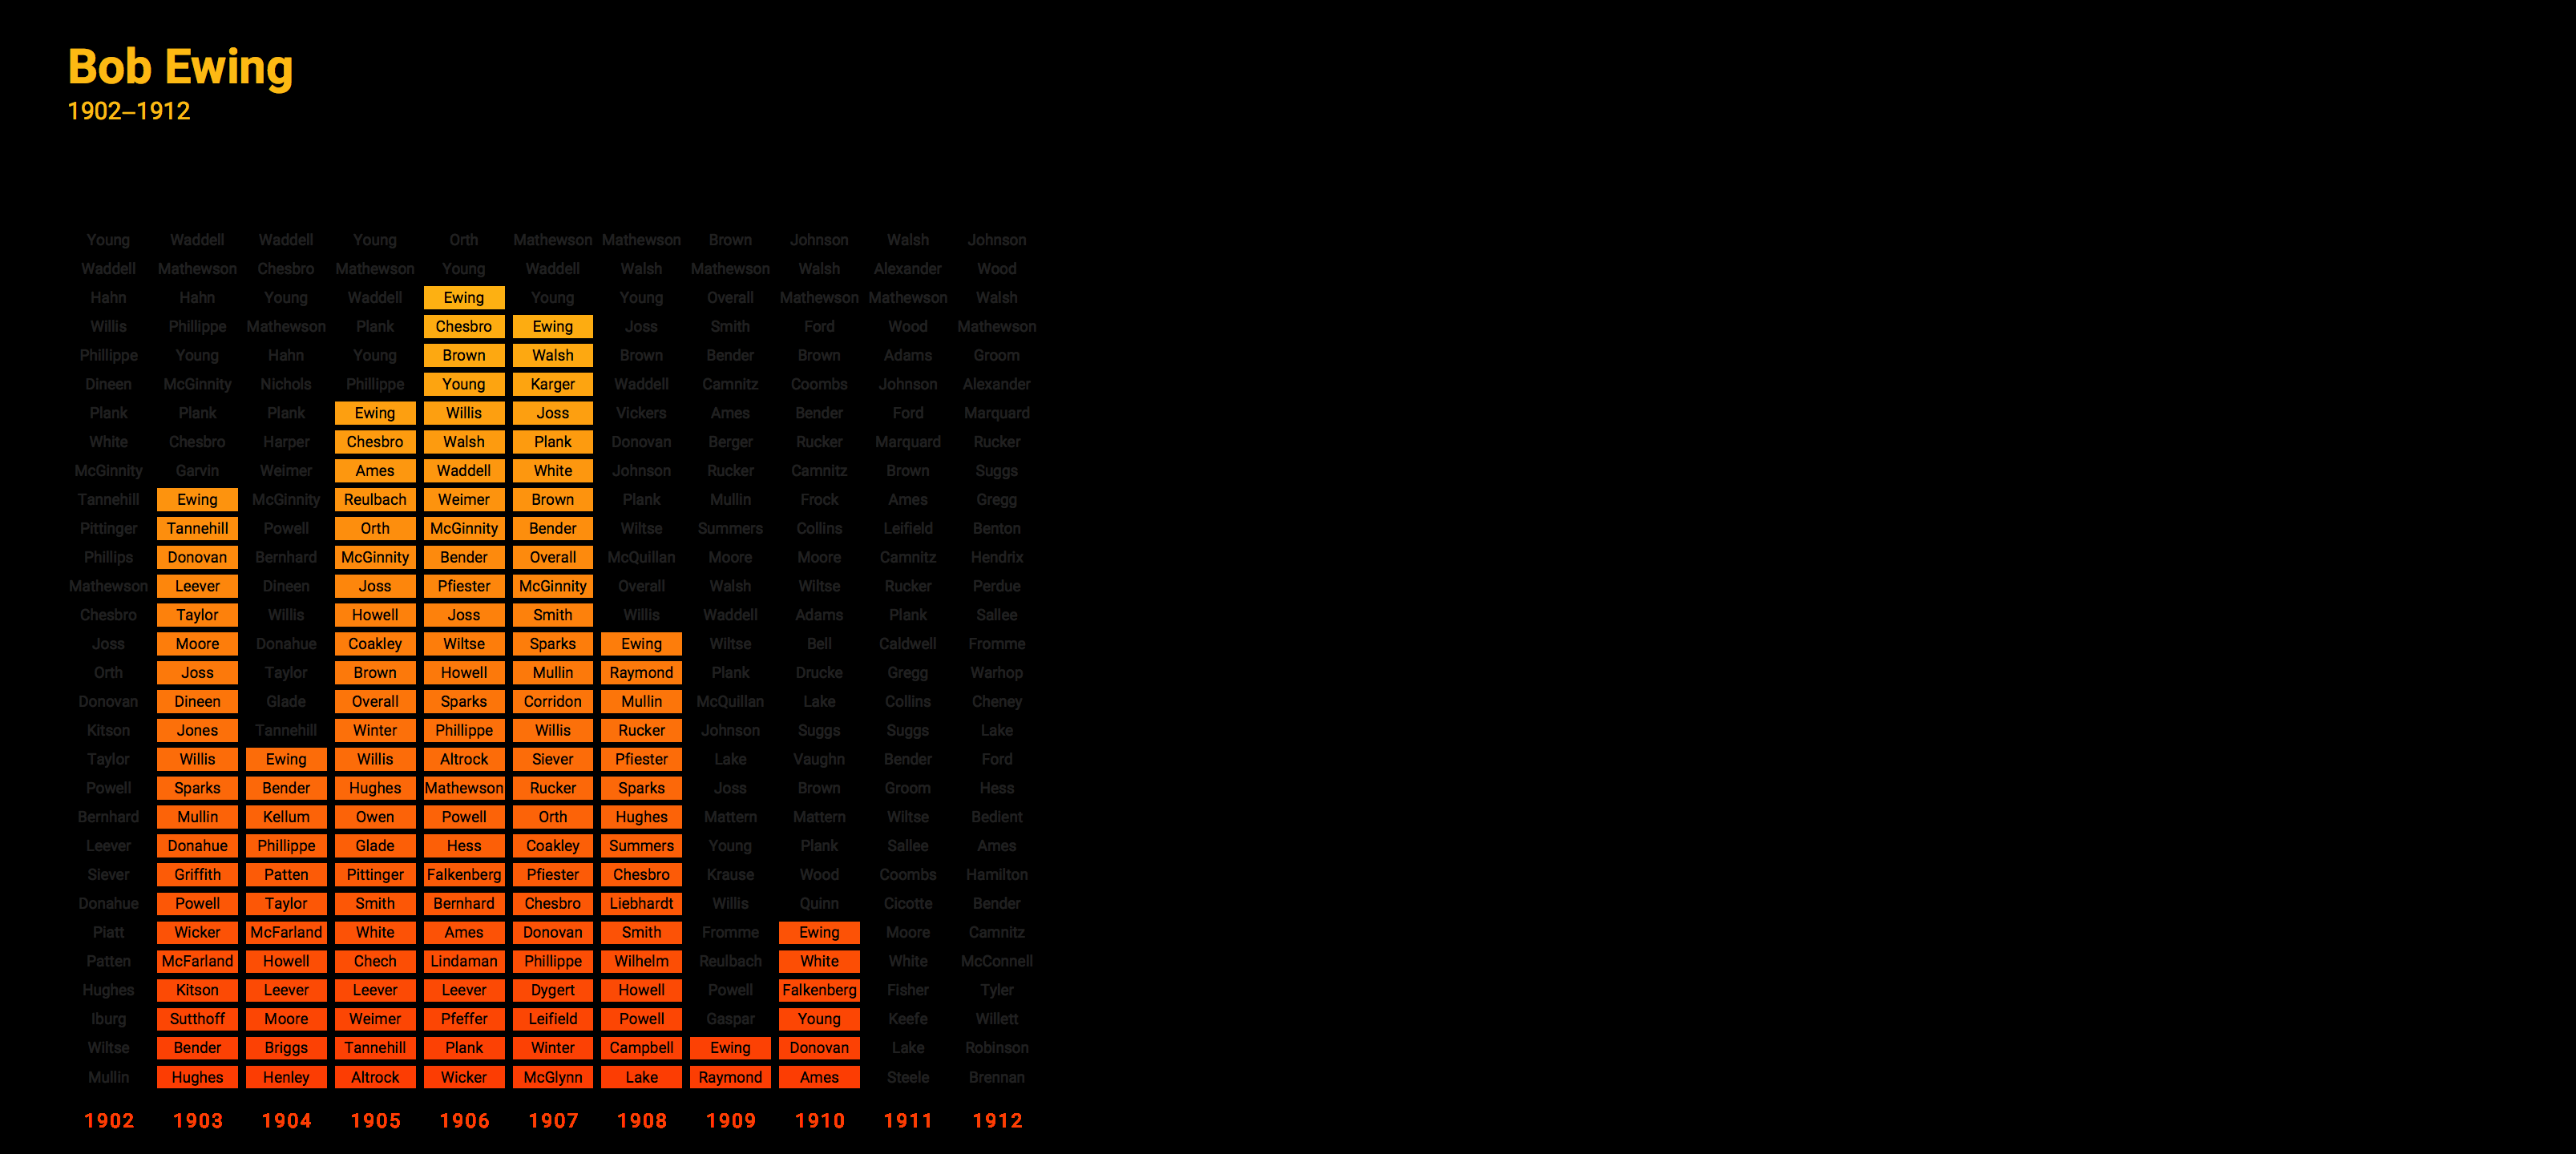 Bob Ewing
1902–1912
Young Waddell Waddell Young Orth Mathewson Mathewson Brown Johnson Walsh Johnson
Waddell Mathewson Chesbro Mathewson Young Waddell Walsh Mathewson Walsh Alexander Wood
Hahn Hahn Young Waddell Ewing Young Young Overall Mathewson Mathewson Walsh
Willis Phillippe Mathewson Plank Chesbro Ewing Joss Smith Ford Wood Mathewson
Phillippe Young Hahn Young Brown Walsh Brown Bender Brown Adams Groom
Dineen McGinnity Nichols Phillippe Young Karger Waddell Camnitz Coombs Johnson Alexander
Plank Plank Plank Ewing Willis Joss Vickers Ames Bender Ford Marquard
White Chesbro Harper Chesbro Walsh Plank Donovan Berger Rucker Marquard Rucker
McGinnity Garvin Weimer Ames Waddell White Johnson Rucker Camnitz Brown Suggs
Tannehill Ewing McGinnity Reulbach Weimer Brown Plank Mullin Frock Ames Gregg
Pittinger Tannehill Powell Orth McGinnity Bender Wiltse Summers Collins Leifield Benton
Phillips Donovan Bernhard McGinnity Bender Overall McQuillan Moore Moore Camnitz Hendrix
Mathewson Leever Dineen Joss Pfiester McGinnity Overall Walsh Wiltse Rucker Perdue
Chesbro Taylor Willis Howell Joss Smith Willis Waddell Adams Plank Sallee
Joss Moore Donahue Coakley Wiltse Sparks Ewing Wiltse Bell Caldwell Fromme
Orth Joss Taylor Brown Howell Mullin Raymond Plank Drucke Gregg Warhop
Donovan Dineen Glade Overall Sparks Corridon Mullin McQuillan Lake Collins Cheney
Kitson Jones Tannehill Winter Phillippe Willis Rucker Johnson Suggs Suggs Lake
Taylor Willis Ewing Willis Altrock Siever Pfiester Lake Vaughn Bender Ford
Powell Sparks Bender Hughes Mathewson Rucker Sparks Joss Brown Groom Hess
Bernhard Mullin Kellum Owen Powell Orth Hughes Mattern Mattern Wiltse Bedient
Leever Donahue Phillippe Glade Hess Coakley Summers Young Plank Sallee Ames
Siever Griffith Patten Pittinger Falkenberg Pfiester Chesbro Krause Wood Coombs Hamilton
Donahue Powell Taylor Smith Bernhard Chesbro Liebhardt Willis Quinn Cicotte Bender
Piatt Wicker McFarland White Ames Donovan Smith Fromme Ewing Moore Camnitz
Patten McFarland Howell Chech Lindaman Phillippe Wilhelm Reulbach White White McConnell
Hughes Kitson Leever Leever Leever Dygert Howell Powell Falkenberg Fisher Tyler
Iburg Sutthoff Moore Weimer Pfeffer Leifield Powell Gaspar Young Keefe Willett
Wiltse Bender Briggs Tannehill Plank Winter Campbell Ewing Donovan Lake Robinson
Mullin Hughes Henley Altrock Wicker McGlynn Lake Raymond Ames Steele Brennan
1902 1903 1904 1905 1906 1907 1908 1909 1910 1911 1912